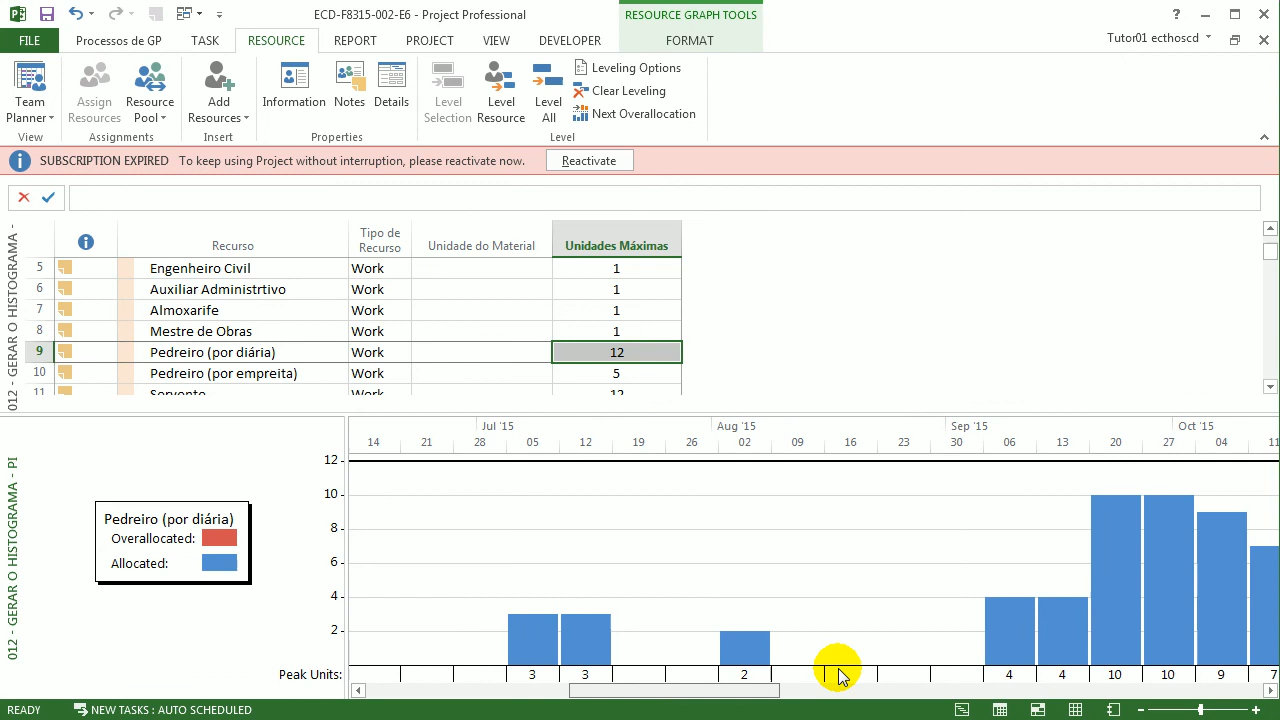 ECD-F8315-002-E6 - Project Professional
RESOURCE GRAPH TOOLS
FILE Processos de GP TASK RESOURCE REPORT PROJECT VIEW DEVELOPER FORMAT
Tutor01 ecthoscd
Team Planner
Assign Resources
Resource Pool
Add Resources
Information
Notes
Details
Level Selection
Level Resource
Level All
Leveling Options
Clear Leveling
Next Overallocation
View Assignments Insert Properties Level
SUBSCRIPTION EXPIRED To keep using Project without interruption, please reactivate now. Reactivate
012 - GERAR O HISTOGRAMA -
Recurso Tipo de Recurso Unidade do Material Unidades Máximas
5 Engenheiro Civil Work 1
6 Auxiliar Administrtivo Work 1
7 Almoxarife Work 1
8 Mestre de Obras Work 1
9 Pedreiro (por diária) Work 12
10 Pedreiro (por empreita) Work 5
11 Servente 12
012 - GERAR O HISTOGRAMA - PI
Jul '15 Aug '15 Sep '15 Oct '15
14 21 28 05 12 19 26 02 09 16 23 30 06 13 20 27 04 11
12
10
8
6
4
2
Pedreiro (por diária)
Overallocated:
Allocated:
Peak Units: 3 3 2 4 4 10 10 9 7
READY NEW TASKS : AUTO SCHEDULED